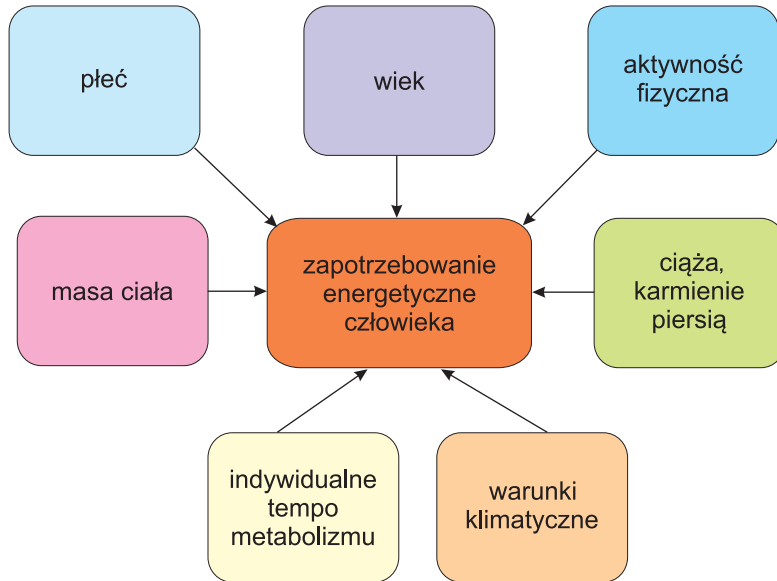 płeć
wiek
aktywność
fizyczna
masa ciała
zapotrzebowanie
energetyczne
człowieka
ciąża,
karmienie
piersią
indywidualne
tempo
metabolizmu
warunki
klimatyczne